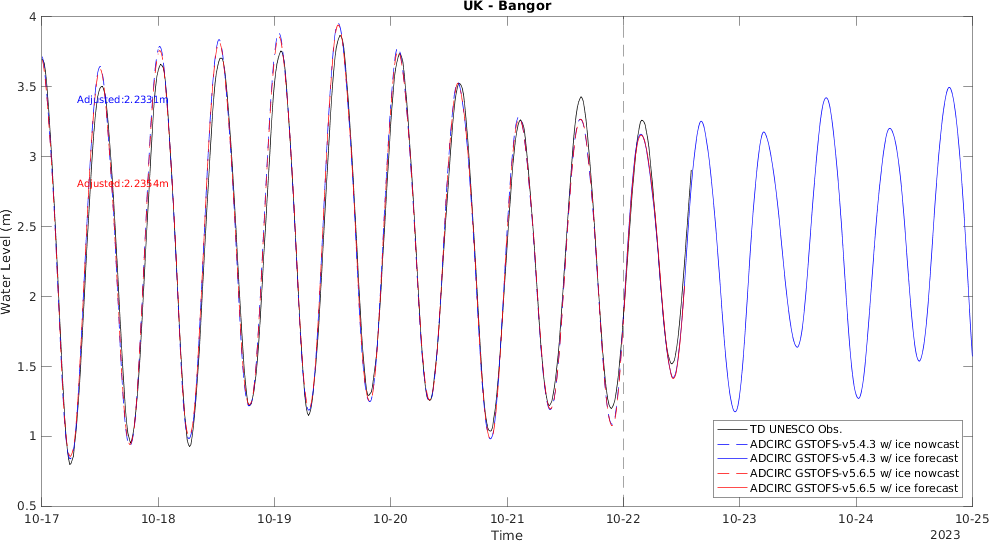 UK - Bangor
4
3.5
3
2.5
2
1.5
1
0.5
Water Level (m)
Adjusted:2.2331m
Adjusted:2.2354m
TD UNESCO Obs.
ADCIRC GSTOFS-v5.4.3 w/ ice nowcast
ADCIRC GSTOFS-v5.4.3 w/ ice forecast
ADCIRC GSTOFS-v5.6.5 w/ ice nowcast
ADCIRC GSTOFS-v5.6.5 w/ ice forecast
10-17 10-18 10-19 10-20 10-21 10-22 10-23 10-24 10-25
Time
2023